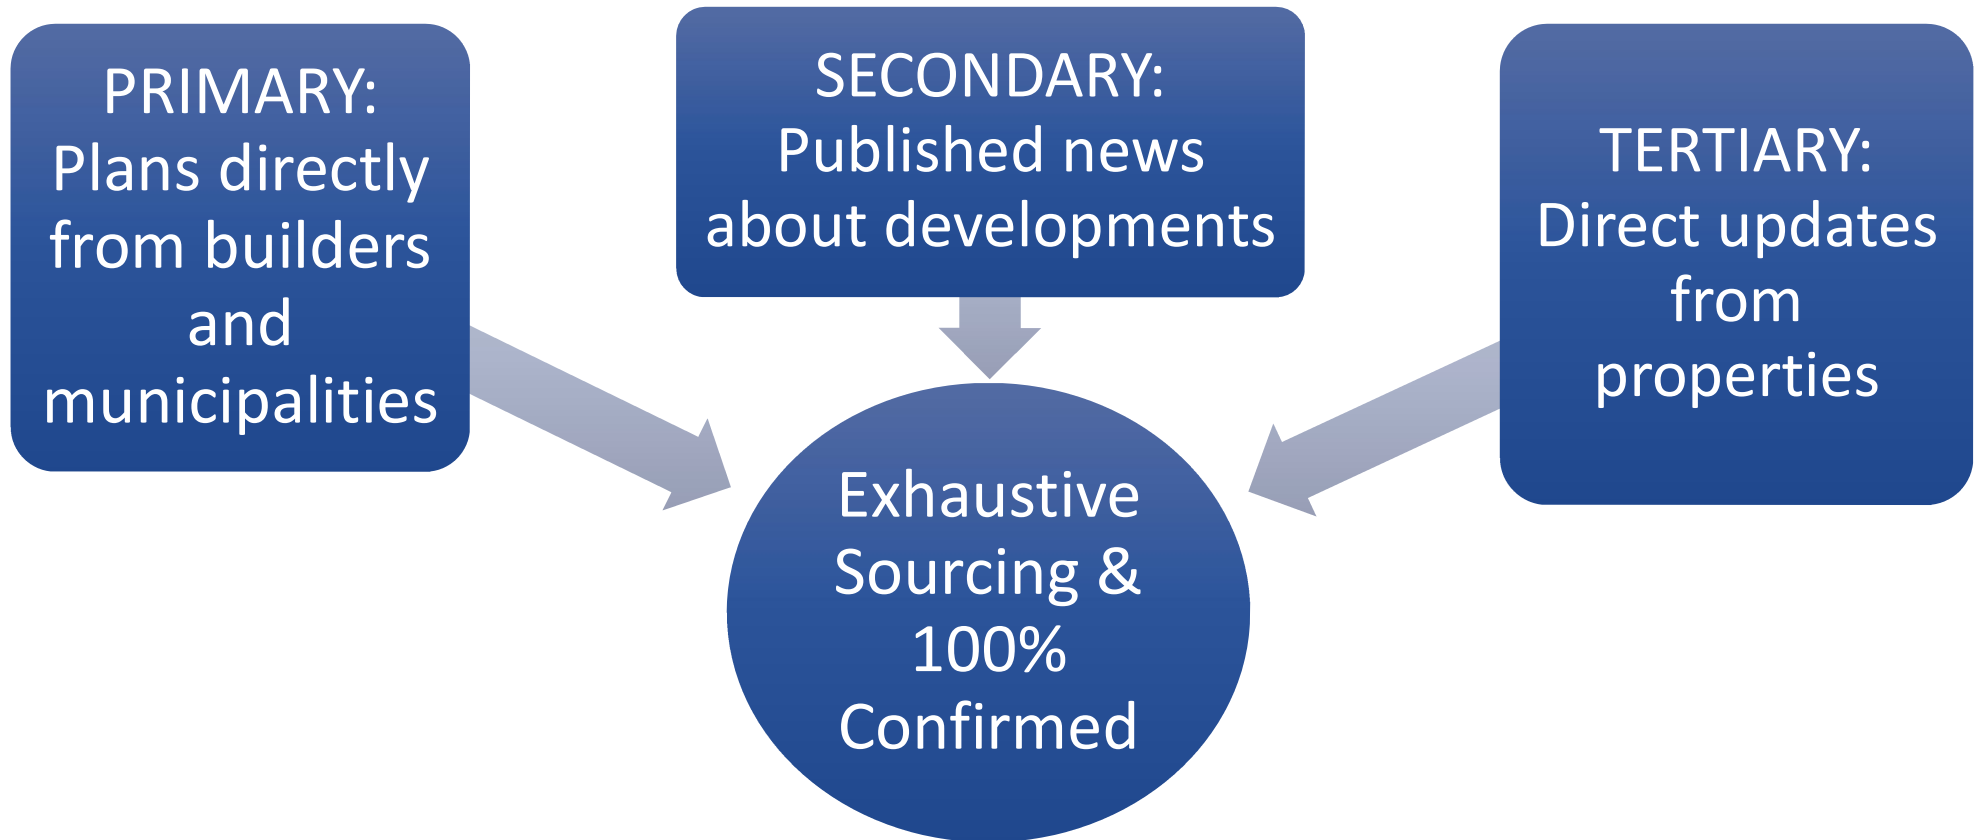 PRIMARY:
Plans directly
from builders
and
municipalities
SECONDARY:
Published news
about developments
TERTIARY:
Direct updates
from
properties
Exhaustive
Sourcing &
100%
Confirmed